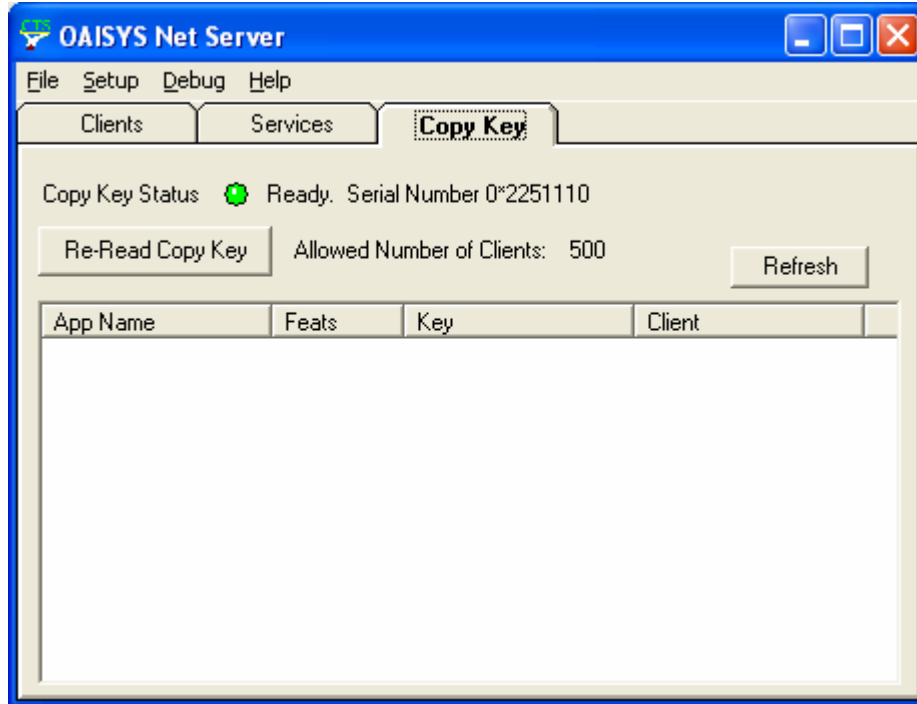 CTS
OAISYS Net Server
File Setup Debug Help
Clients Services Copy Key
Copy Key Status Ready. Serial Number 0*2251110
Re-Read Copy Key Allowed Number of Clients: 500
Refresh
App Name Feats Key Client